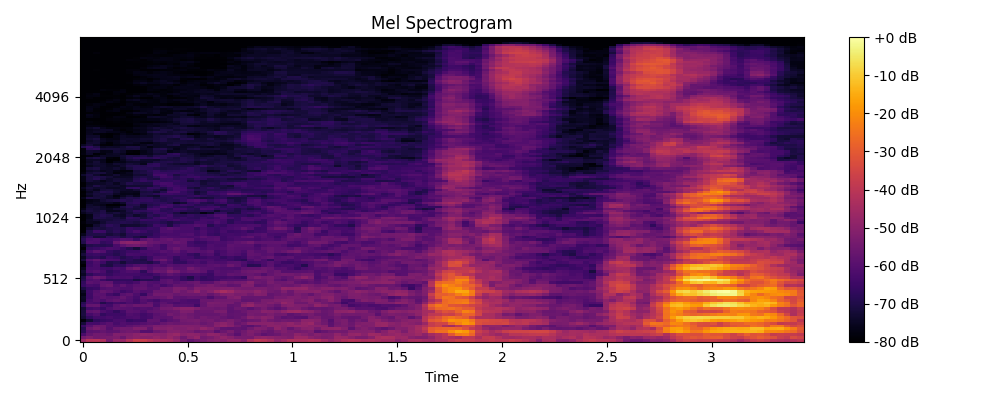 Mel Spectrogram
Hz
4096
2048
1024
512
0
0
0.5
1
1.5
2
2.5
3
Time
+0 dB
-10 dB
-20 dB
-30 dB
-40 dB
-50 dB
-60 dB
-70 dB
-80 dB